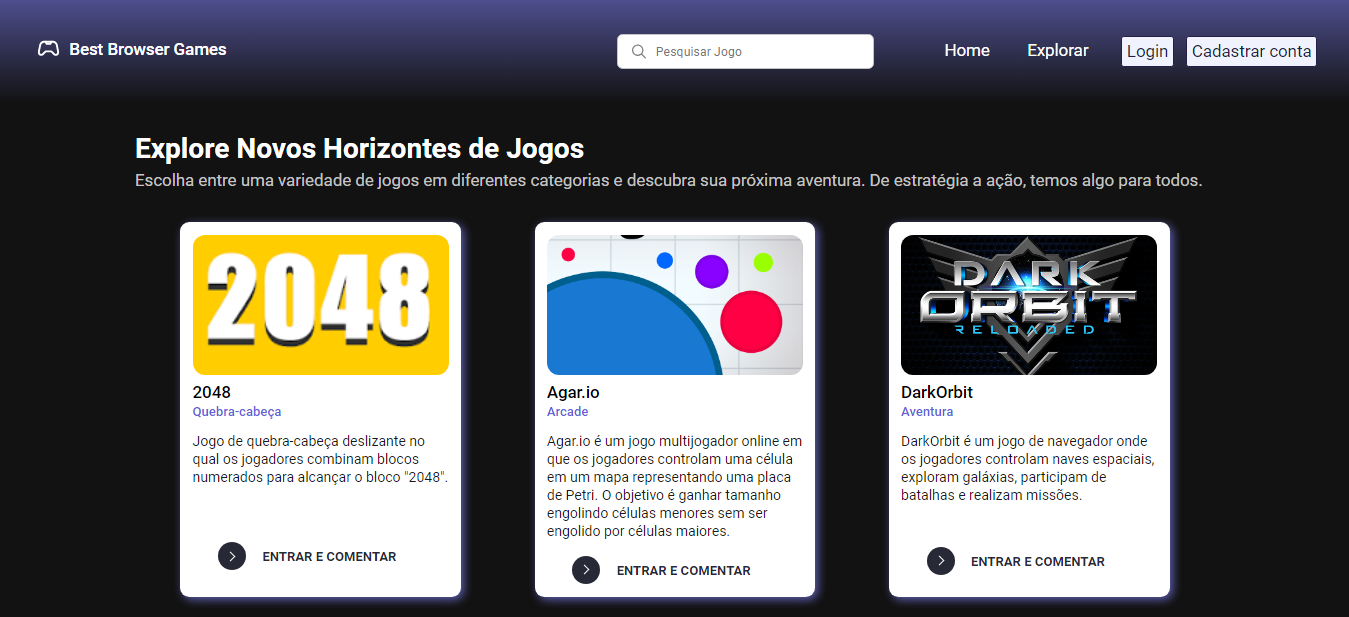 Best Browser Games
Pesquisar Jogo
Home
Explorar
Login
Cadastrar conta
Explore Novos Horizontes de Jogos
Escolha entre uma variedade de jogos em diferentes categorias e descubra sua próxima aventura. De estratégia a ação, temos algo para todos.
2048
2048
Quebra-cabeça
Jogo de quebra-cabeça deslizante no
qual os jogadores combinam blocos
numerados para alcançar o bloco "2048".
ENTRAR E COMENTAR
Agar.io
Arcade
Agar.io é um jogo multijogador online em
que os jogadores controlam uma célula
em um mapa representando uma placa
de Petri. O objetivo é ganhar tamanho
engolindo células menores sem ser
engolido por células maiores.
ENTRAR E COMENTAR
DARK
ORBIT
RELOADED
DarkOrbit
Aventura
DarkOrbit é um jogo de navegador onde
os jogadores controlam naves espaciais,
exploram galáxias, participam de
batalhas e realizam missões.
ENTRAR E COMENTAR